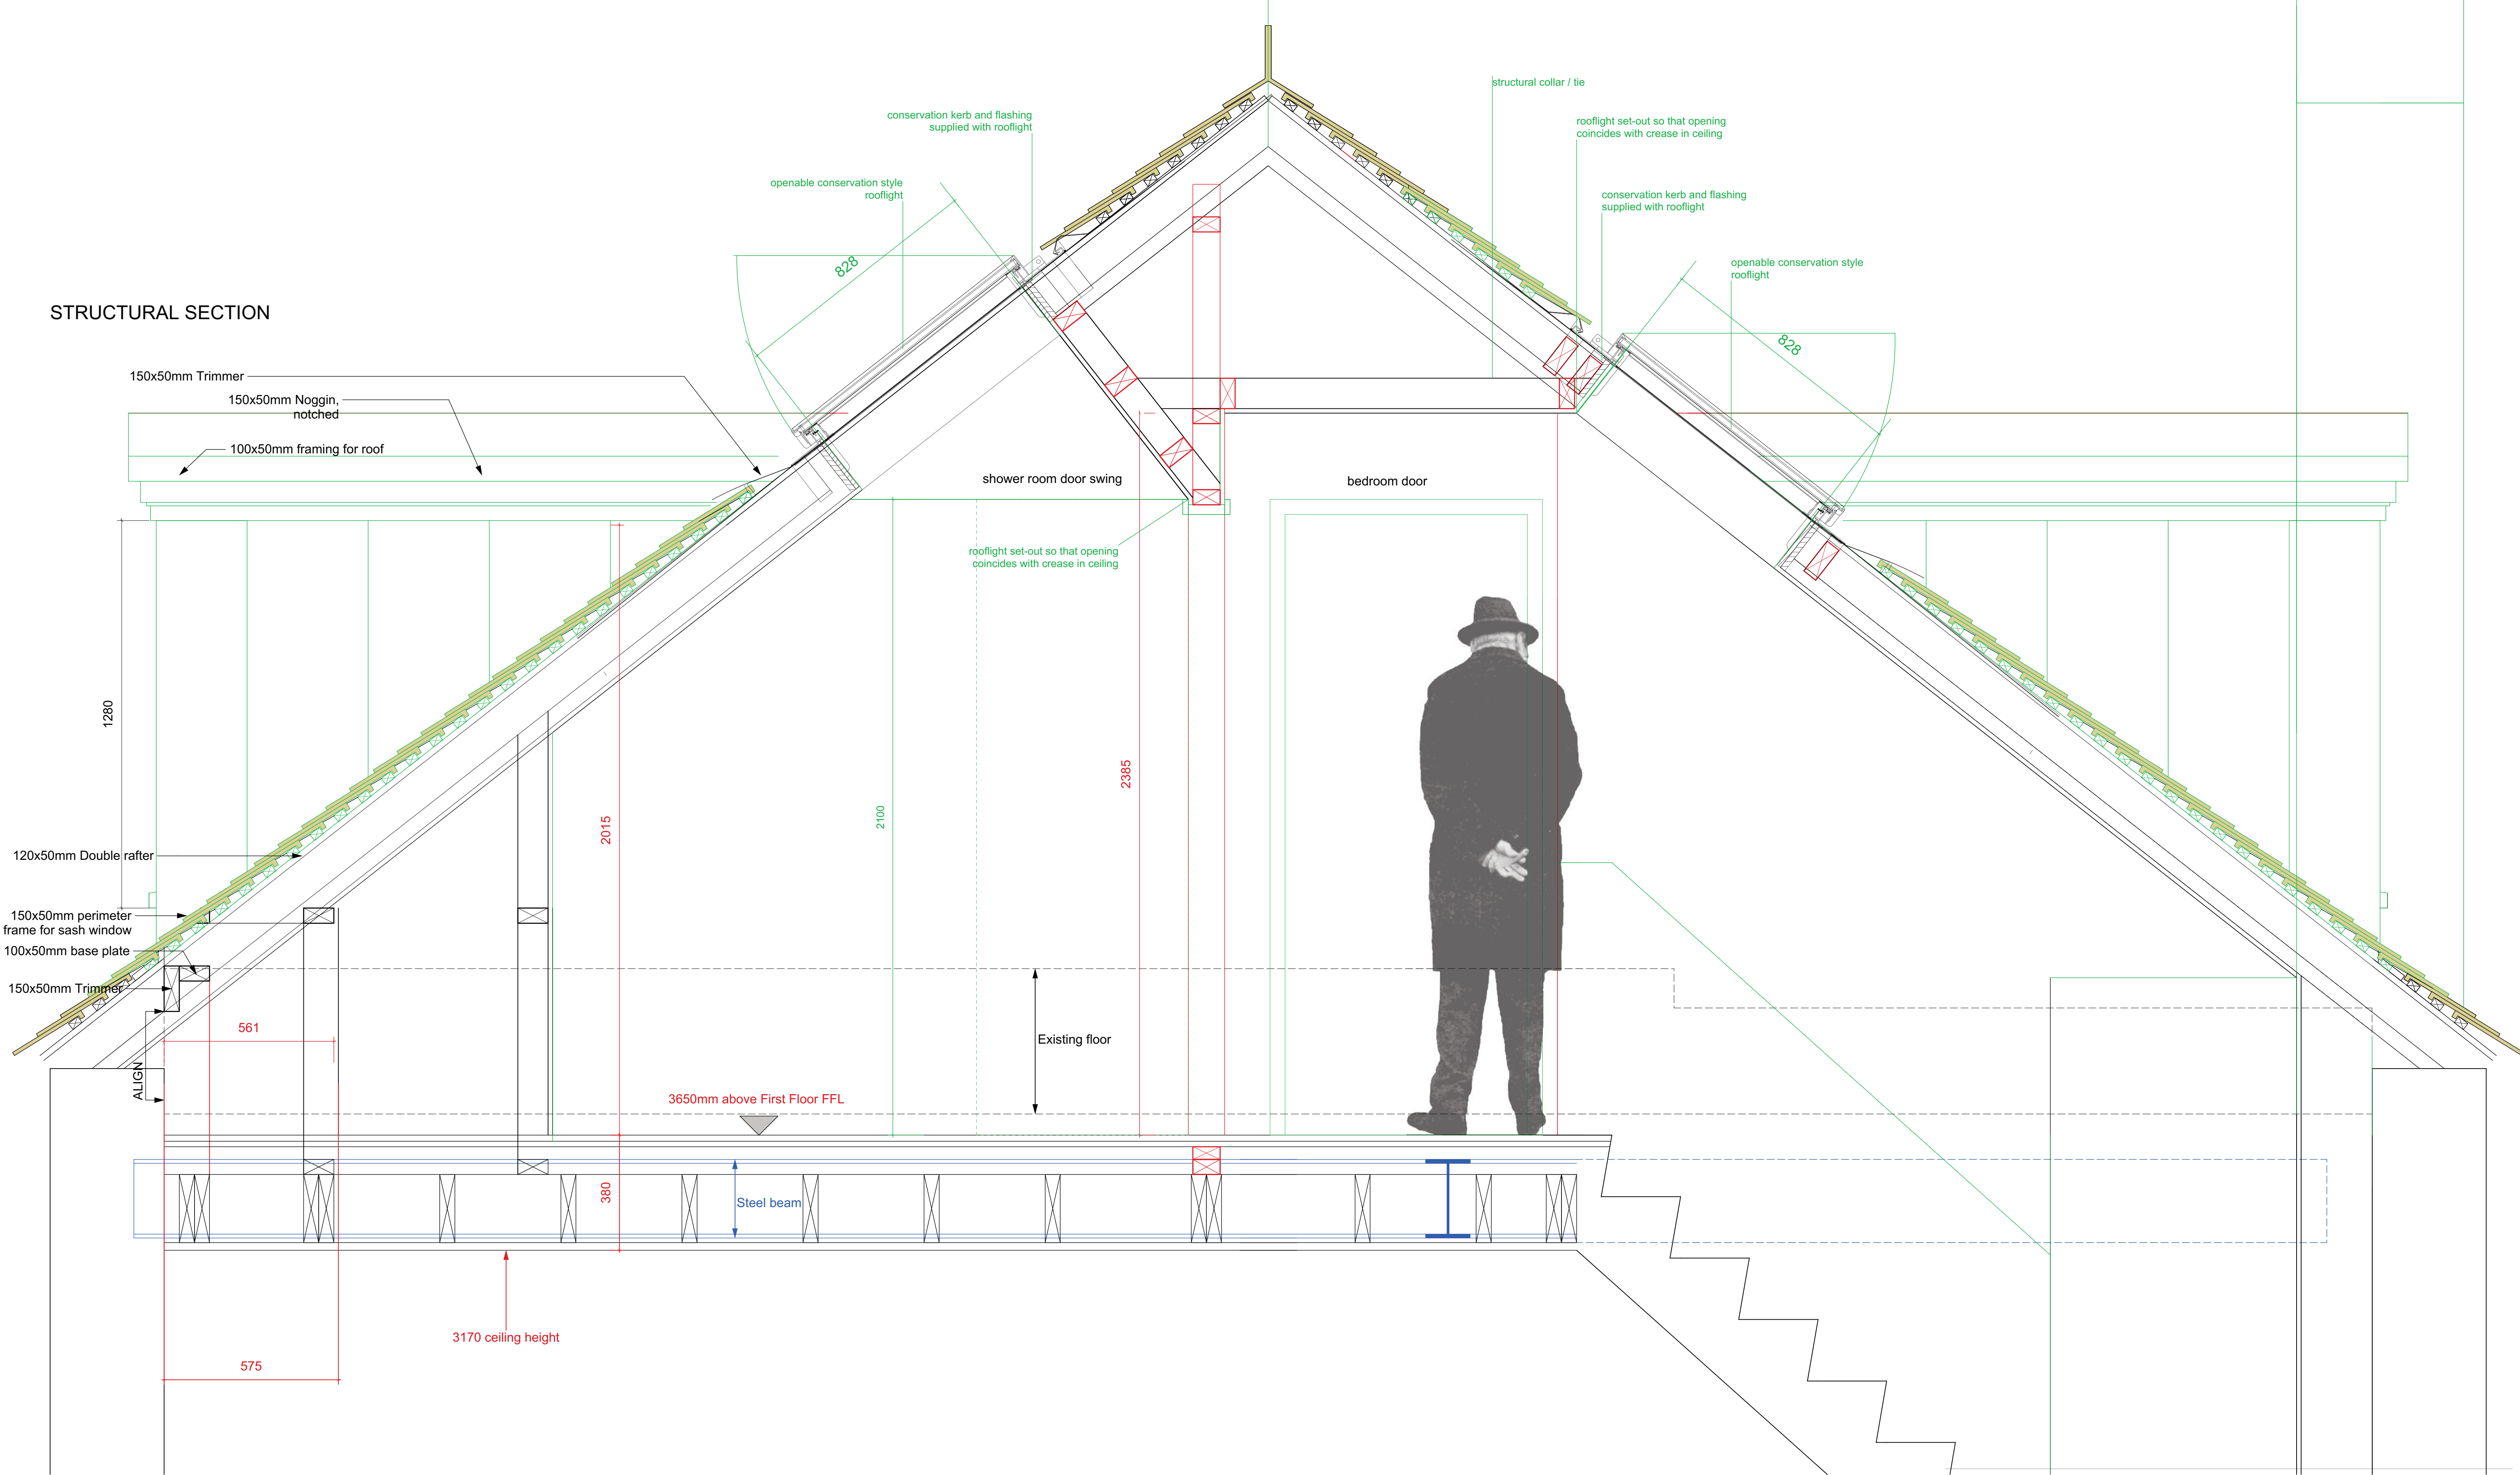 structural collar / tie
conservation kerb and flashing
supplied with rooflight
rooflight set-out so that opening
coincides with crease in ceiling
openable conservation style
rooflight
conservation kerb and flashing
supplied with rooflight
828
openable conservation style
rooflight
STRUCTURAL SECTION
828
150x50mm Trimmer
150x50mm Noggin,
notched
100x50mm framing for roof
shower room door swing
bedroom door
rooflight set-out so that opening
coincides with crease in ceiling
1280
2015
2100
2385
120x50mm Double rafter
150x50mm perimeter
frame for sash window
100x50mm base plate
150x50mm Trimmer
561
Existing floor
ALIGN
3650mm above First Floor FFL
380
Steel beam
3170 ceiling height
575